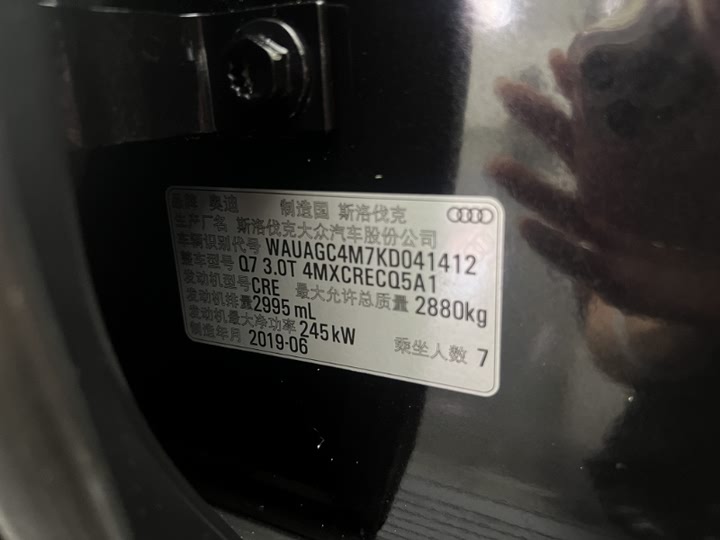 品牌 奥迪 制造国 斯洛伐克
生产厂名 斯洛伐克大众汽车股份公司
车辆识别代号 WAUAGC4M7KD041412
整车型号 Q7 3.0T 4MXCRECQ5A1
发动机型号 CRE 最大允许总质量 2880kg
发动机排量 2995 mL
发动机最大净功率 245 kW 乘坐人数 7
制造年月 2019-06